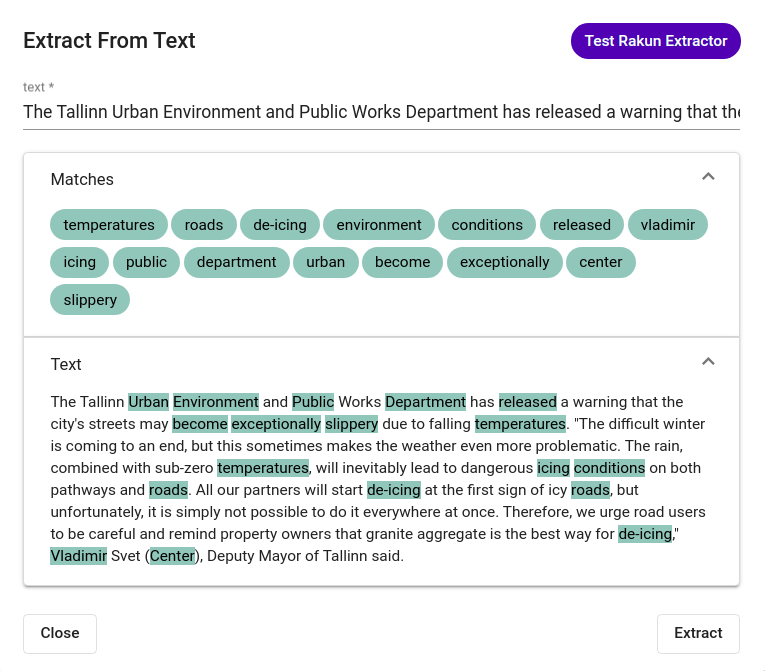 Extract From Text
Test Rakun Extractor
text *
The Tallinn Urban Environment and Public Works Department has released a warning that the
Matches
temperatures roads de-icing environment conditions released vladimir
icing public department urban become exceptionally center
slippery
Text
The Tallinn Urban Environment and Public Works Department has released a warning that the
city's streets may become exceptionally slippery due to falling temperatures. "The difficult winter
is coming to an end, but this sometimes makes the weather even more problematic. The rain,
combined with sub-zero temperatures, will inevitably lead to dangerous icing conditions on both
pathways and roads. All our partners will start de-icing at the first sign of icy roads, but
unfortunately, it is simply not possible to do it everywhere at once. Therefore, we urge road users
to be careful and remind property owners that granite aggregate is the best way for de-icing,"
Vladimir Svet (Center), Deputy Mayor of Tallinn said.
Close
Extract